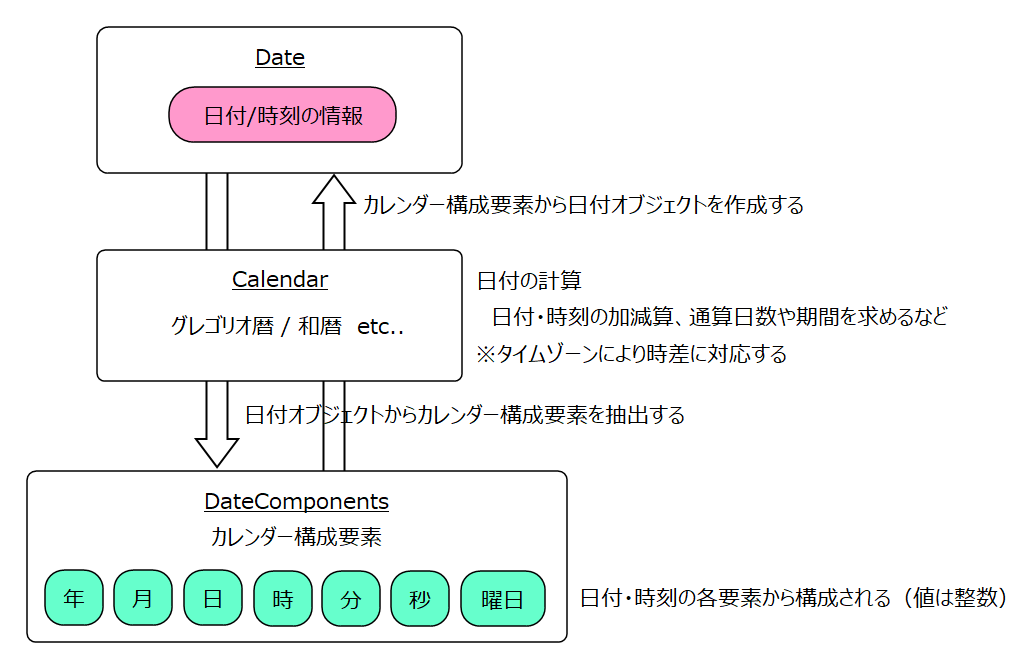 Date
日付/時刻の情報
カレンダー構成要素から日付オブジェクトを作成する
Calendar
グレゴリオ暦 / 和暦 etc..
日付の計算
日付・時刻の加減算、通算日数や期間を求めるなど
※タイムゾーンにより時差に対応する
日付オブジェクトからカレンダー構成要素を抽出する
DateComponents
カレンダー構成要素
年 月 日 時 分 秒 曜日
日付・時刻の各要素から構成される（値は整数）